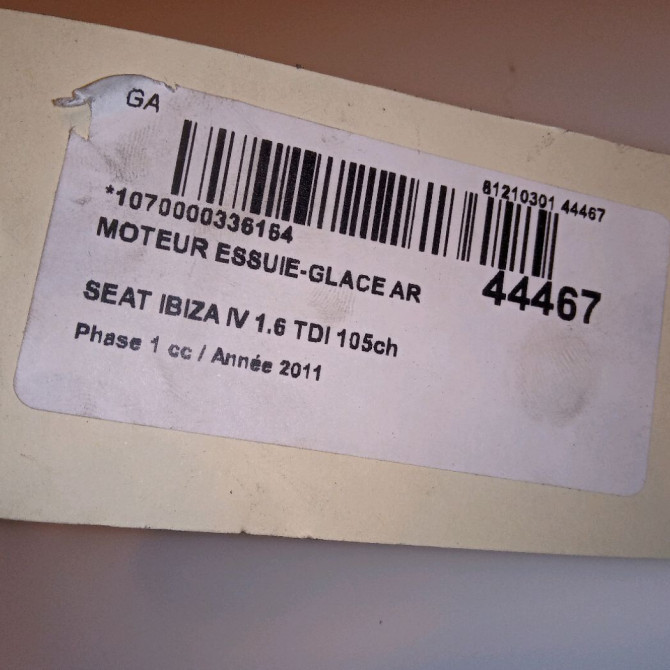 GA
81210301 44467
*1070000336164
MOTEUR ESSUIE-GLACE AR
44467
SEAT IBIZA IV 1.6 TDI 105ch
Phase 1 cc / Année 2011